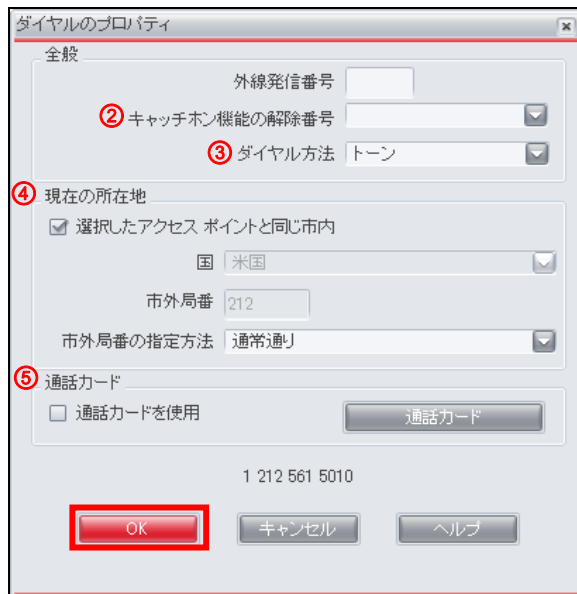 ダイヤルのプロパティ
全般
外線発信番号
② キャッチホン機能の解除番号
③ ダイヤル方法 トーン
④ 現在の所在地
選択したアクセス ポイントと同じ市内
国 米国
市外局番 212
市外局番の指定方法 通常通り
⑤ 通話カード
通話カードを使用 通話カード
1 212 561 5010
OK キャンセル ヘルプ